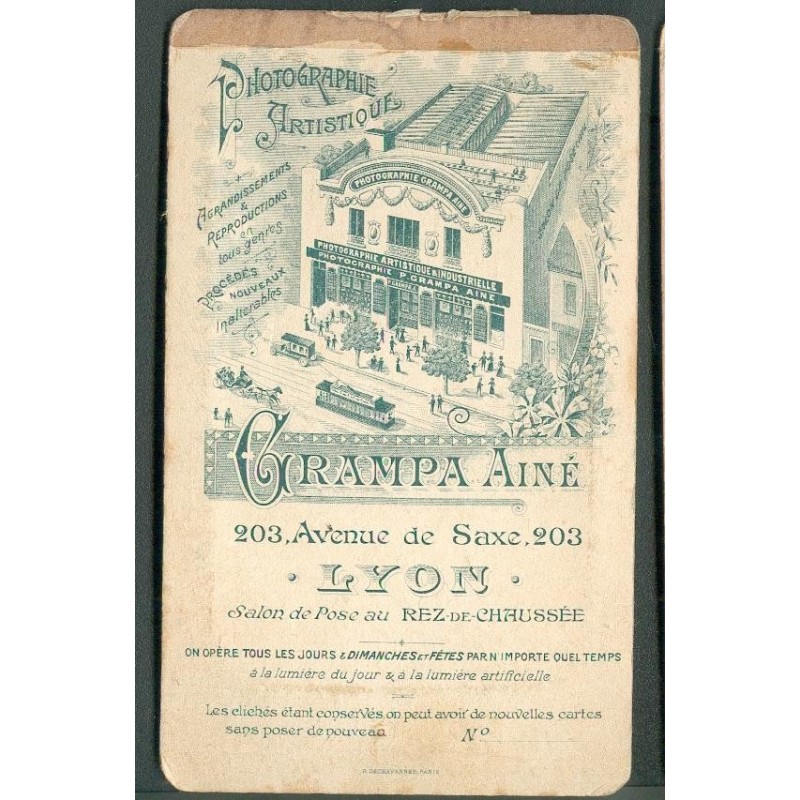 PHOTOGRAPHIE
ARTISTIQUE
AGRANDISSEMENTS
&
REPRODUCTIONS
en
tous genres
PROCÉDÉS
NOUVEAUX
Inaltérables
PHOTOGRAPHIE GRAMPA AINÉ
PHOTOGRAPHIE ARTISTIQUE & INDUSTRIELLE
PHOTOGRAPHIE P. GRAMPA AINÉ
GRAMPA AINÉ
203, Avenue de Saxe, 203
· LYON ·
Salon de Pose au REZ-DE-CHAUSSÉE
ON OPÈRE TOUS LES JOURS & DIMANCHES ET FÊTES PAR N'IMPORTE QUEL TEMPS
à la lumière du jour & à la lumière artificielle
Les clichés étant conservés, on peut avoir de nouvelles cartes
sans poser de nouveau Nº